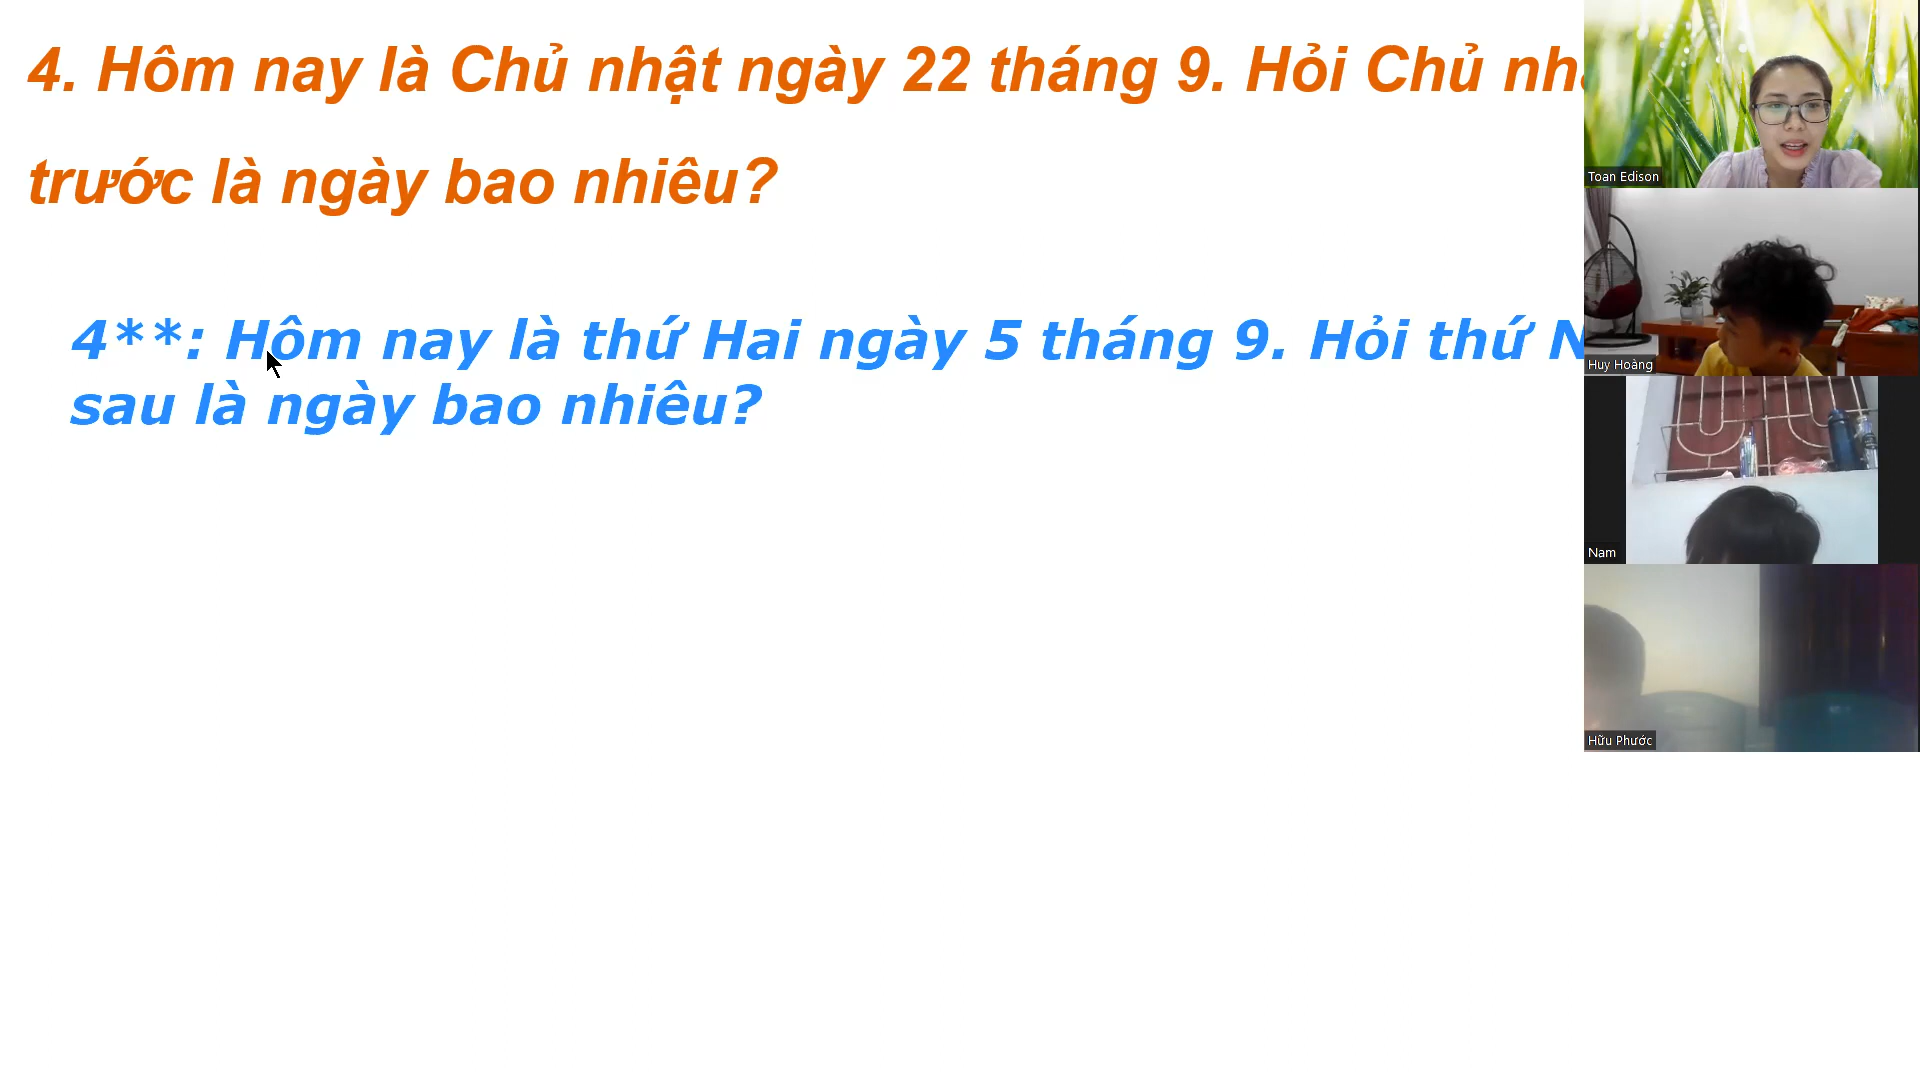 4. Hôm nay là Chủ nhật ngày 22 tháng 9. Hỏi Chủ
trước là ngày bao nhiêu?
4**: Hôm nay là thứ Hai ngày 5 tháng 9. Hỏi thứ
sau là ngày bao nhiêu?
Toan Edison
Huy Hoàng
Nam
Hữu Phước